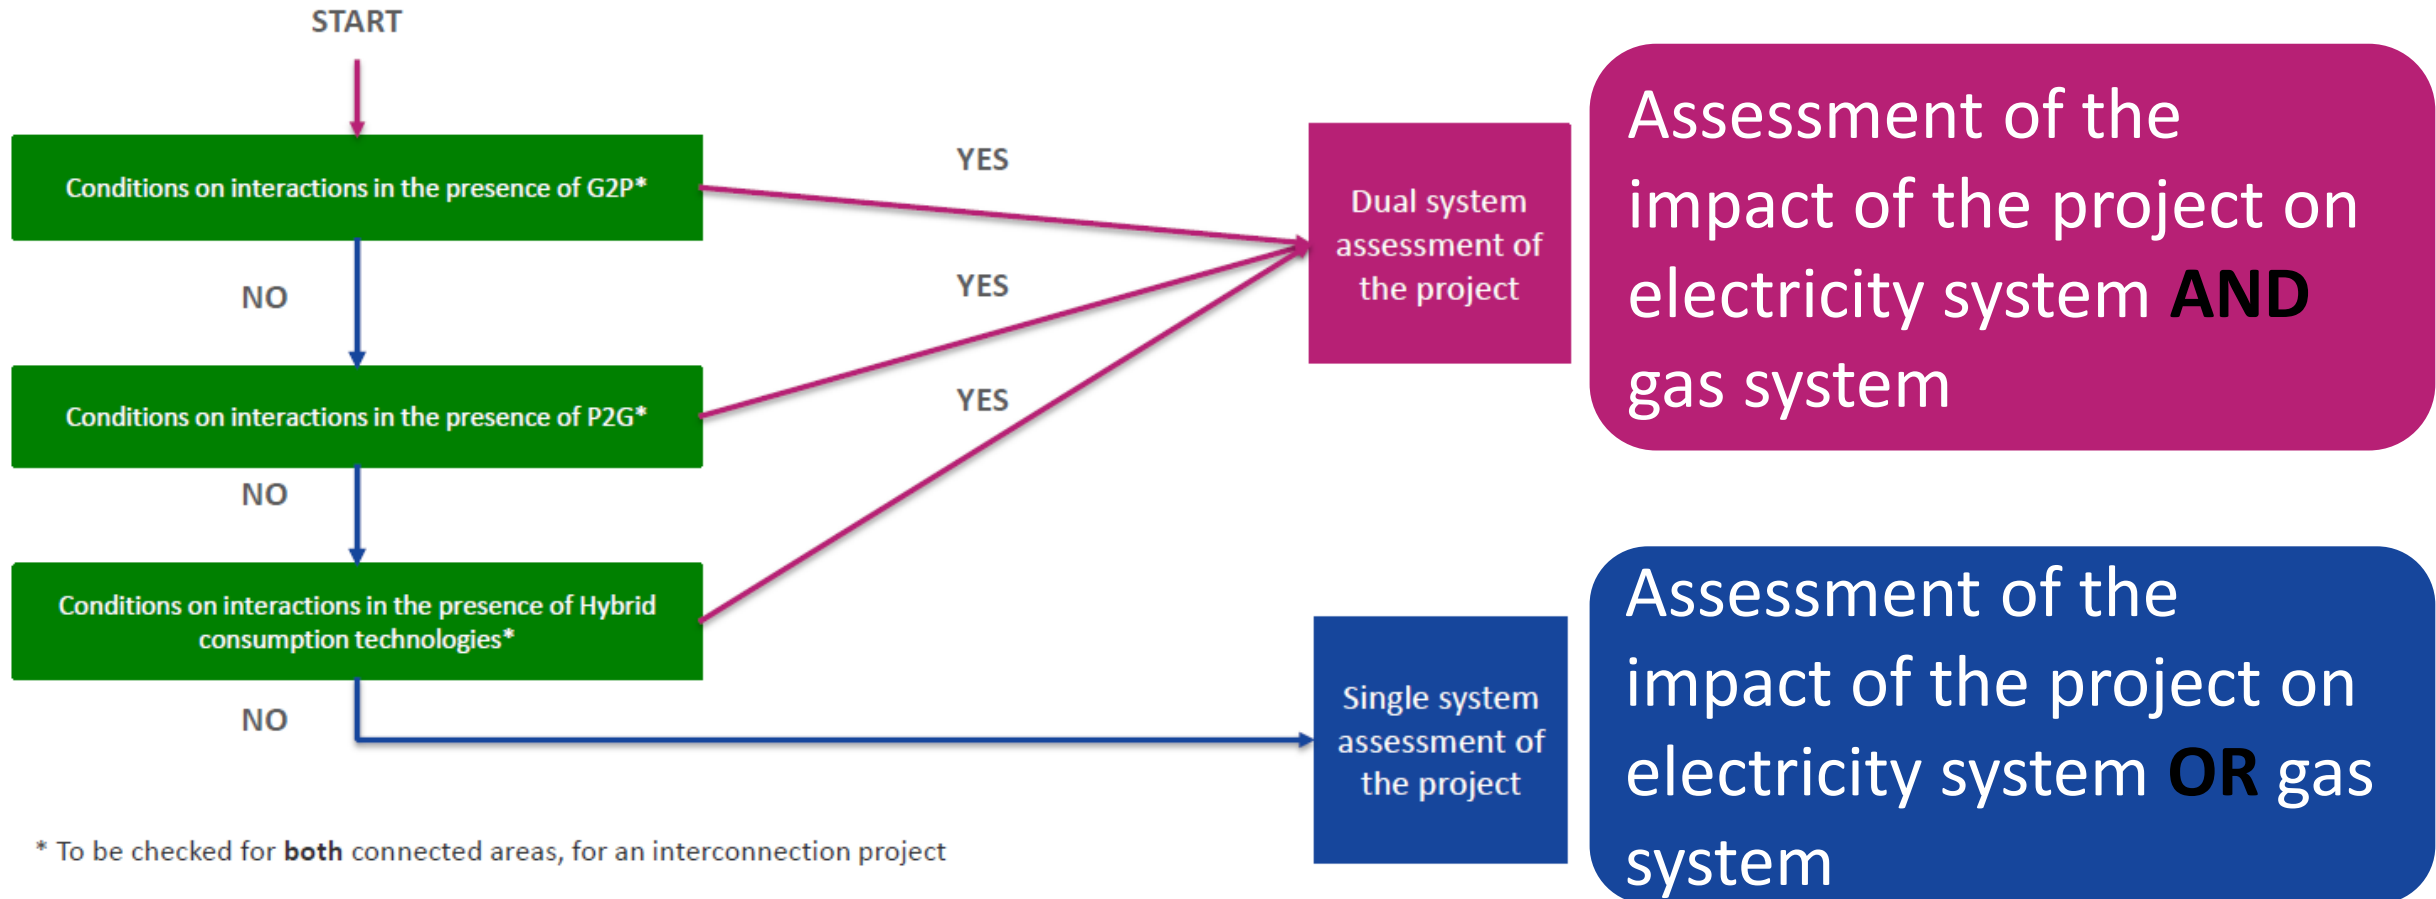 START
Conditions on interactions in the presence of G2P*
YES
NO
Conditions on interactions in the presence of P2G*
YES
NO
Conditions on interactions in the presence of Hybrid
consumption technologies*
YES
NO
Dual system
assessment of
the project
Assessment of the
impact of the project on
electricity system AND
gas system
Single system
assessment of
the project
Assessment of the
impact of the project on
electricity system OR gas
system
* To be checked for both connected areas, for an interconnection project